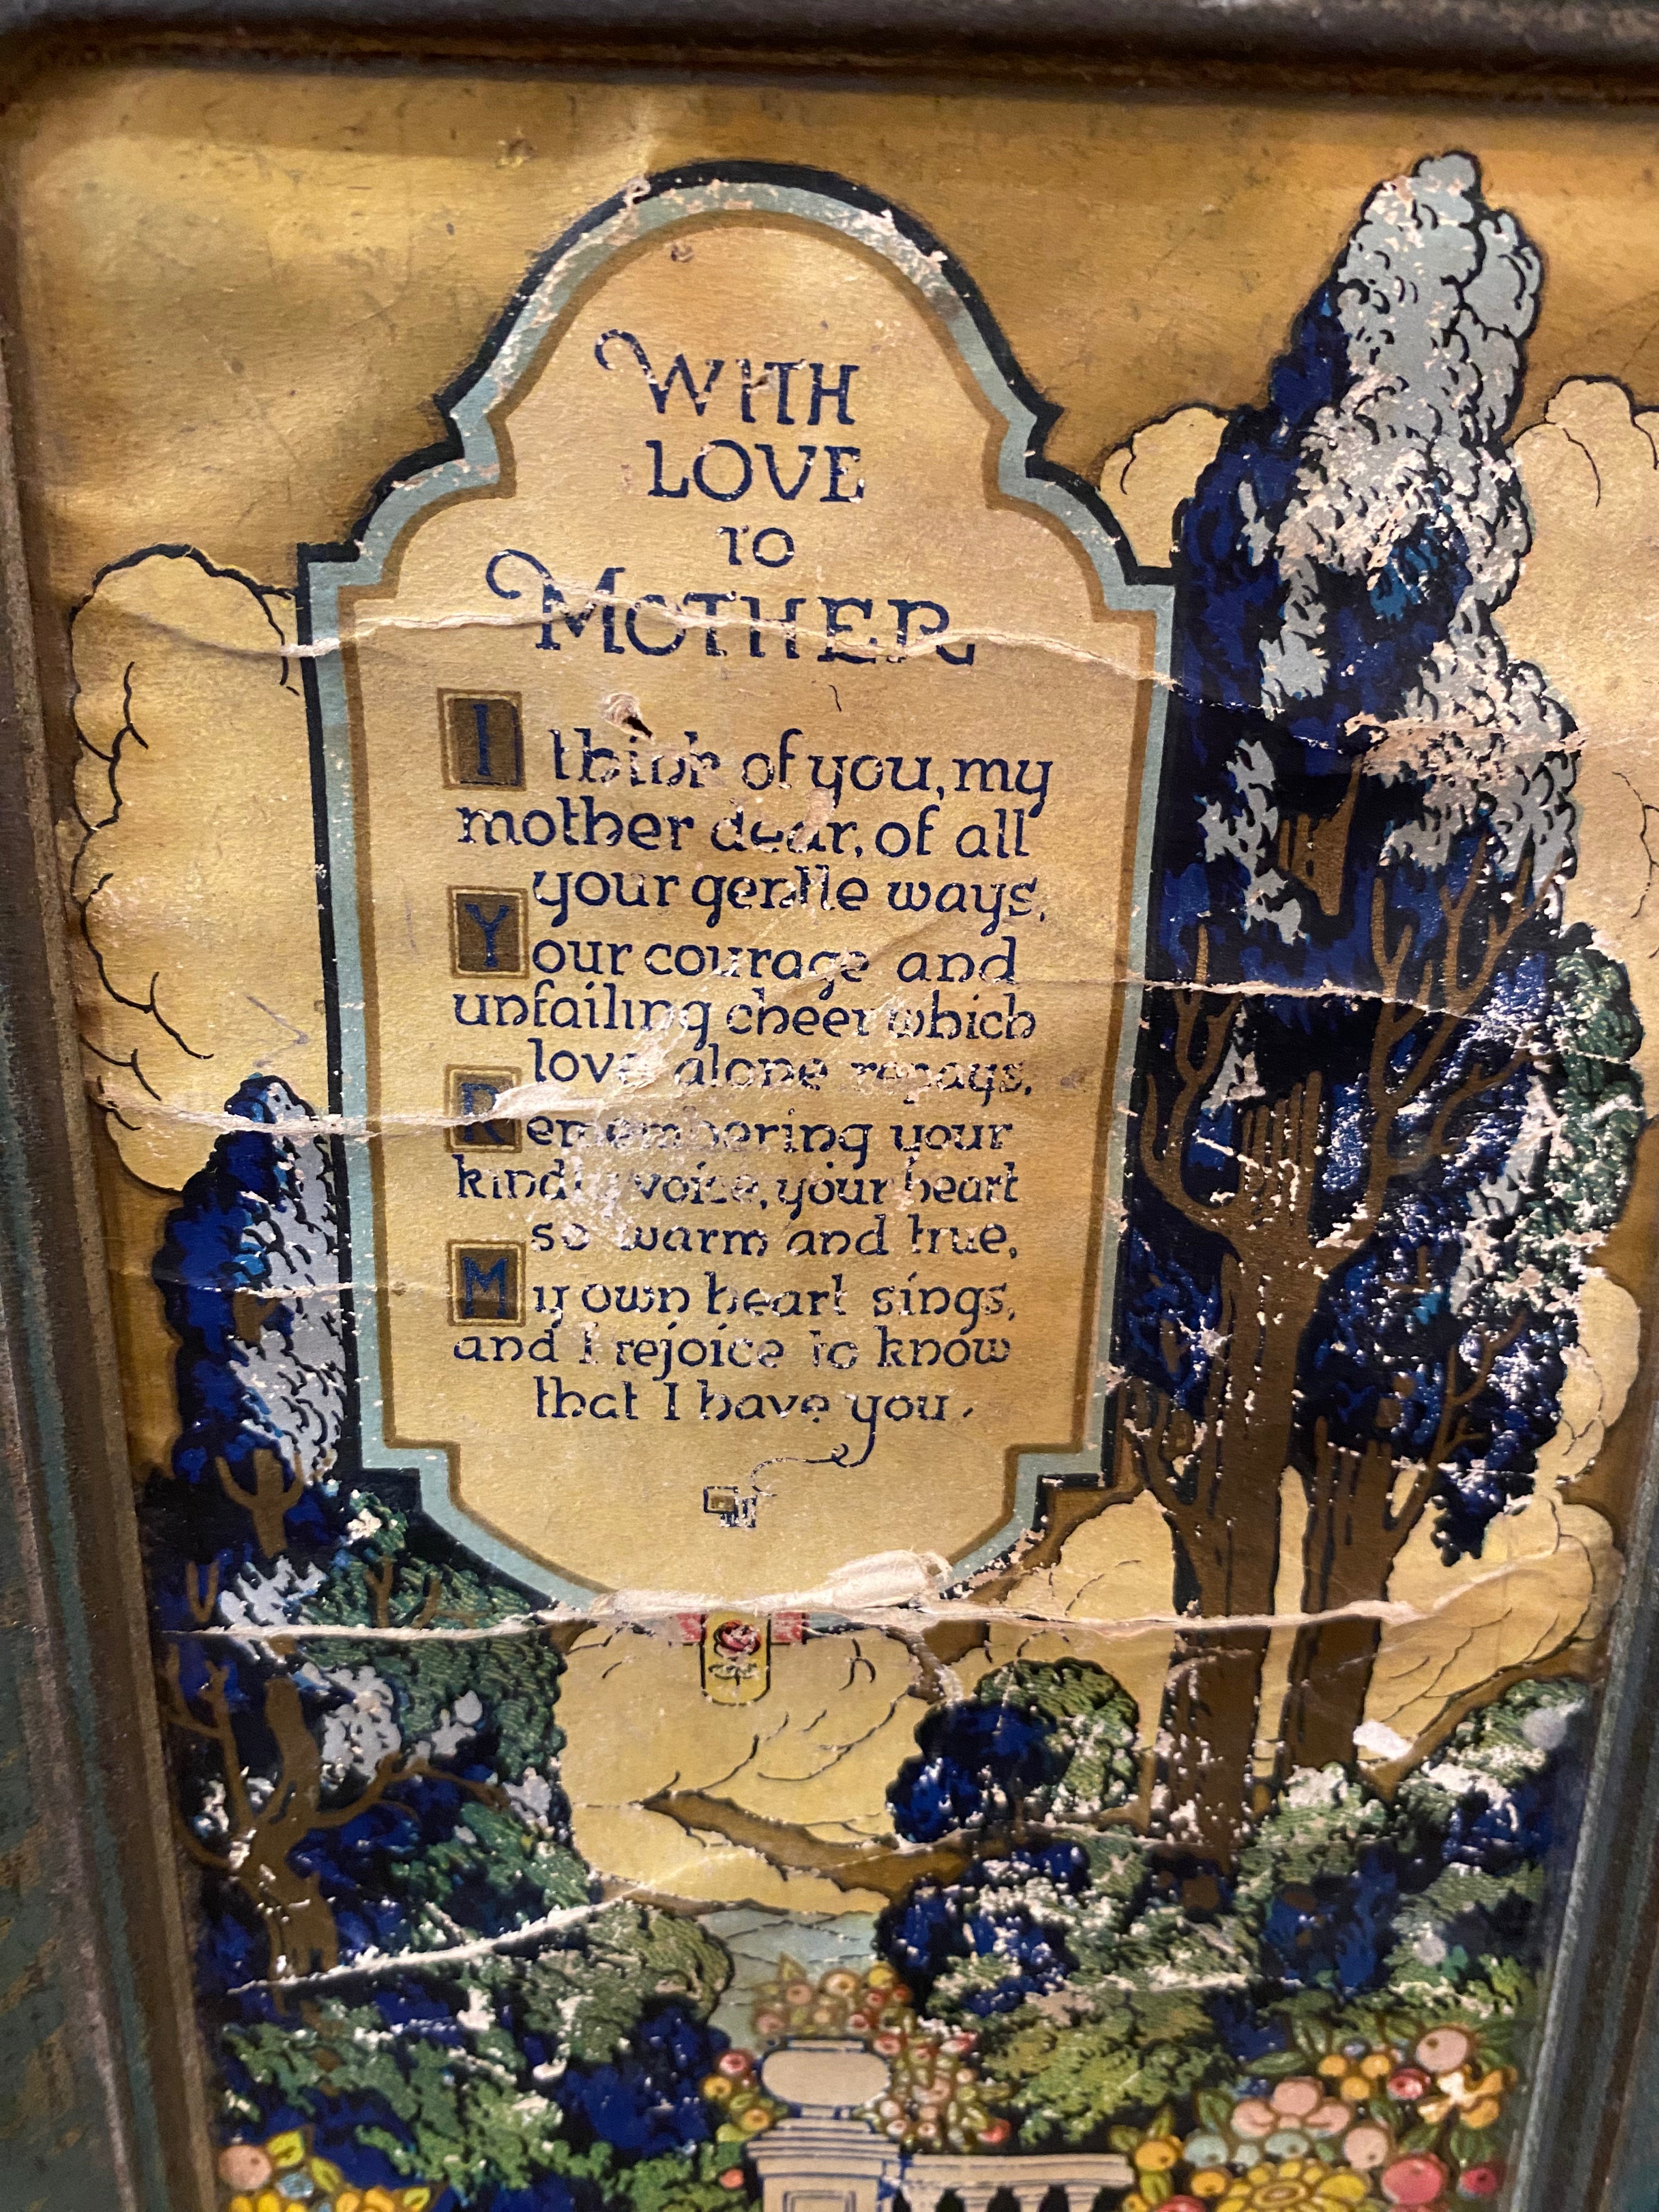 WITH
LOVE
TO
MOTHER
I think of you, my
mother dear, of all
your gentle ways,
Your courage and
unfailing cheer which
love alone repays,
Remembering your
kindly voice, your heart
so warm and true,
My own heart sings,
and I rejoice to know
that I have you.